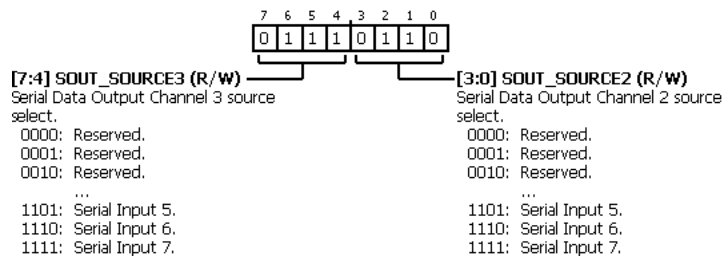 7 6 5 4 3 2 1 0
0 1 1 1 0 1 1 0
[7:4] SOUT_SOURCE3 (R/W)
Serial Data Output Channel 3 source
select.
0000: Reserved.
0001: Reserved.
0010: Reserved.
...
1101: Serial Input 5.
1110: Serial Input 6.
1111: Serial Input 7.
[3:0] SOUT_SOURCE2 (R/W)
Serial Data Output Channel 2 source
select.
0000: Reserved.
0001: Reserved.
0010: Reserved.
...
1101: Serial Input 5.
1110: Serial Input 6.
1111: Serial Input 7.